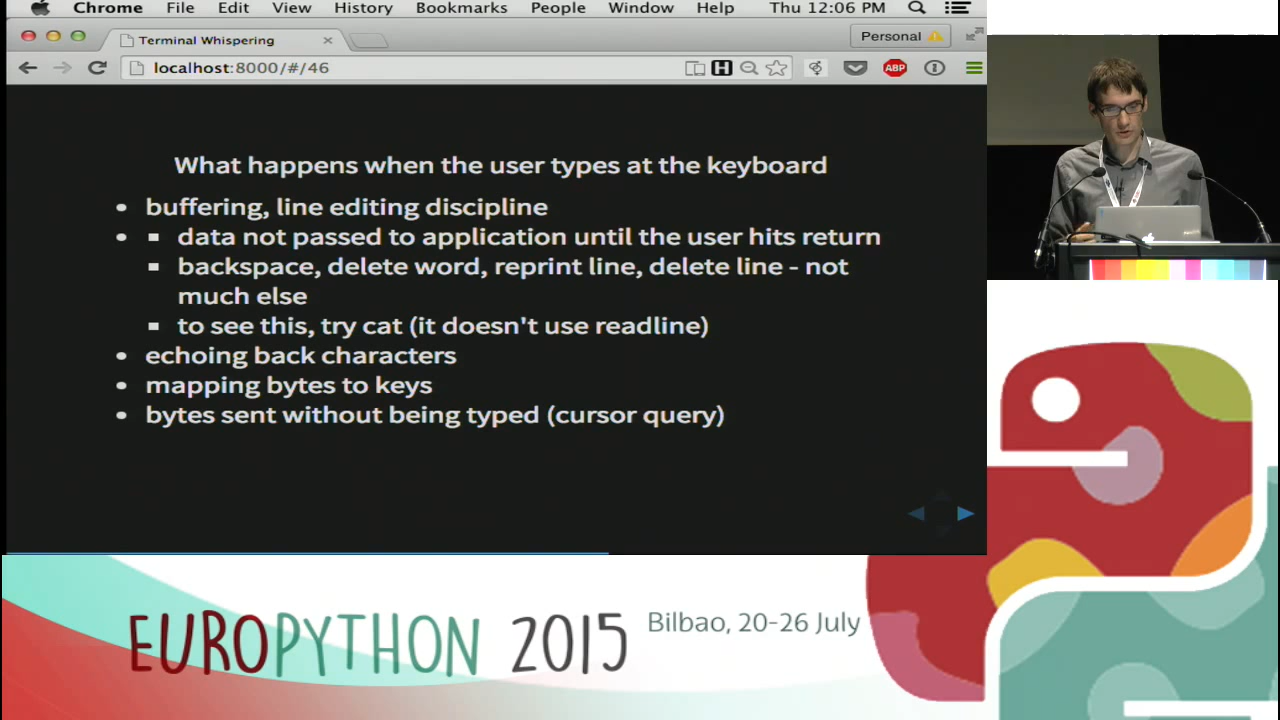 Chrome File Edit View History Bookmarks People Window Help Thu 12:06 PM
Terminal Whispering
Personal
localhost:8000/#/46
H
ABP
What happens when the user types at the keyboard
• buffering, line editing discipline
• ▪ data not passed to application until the user hits return
▪ backspace, delete word, reprint line, delete line - not
much else
▪ to see this, try cat (it doesn't use readline)
• echoing back characters
• mapping bytes to keys
• bytes sent without being typed (cursor query)
EUROPYTHON 2015
Bilbao, 20-26 July